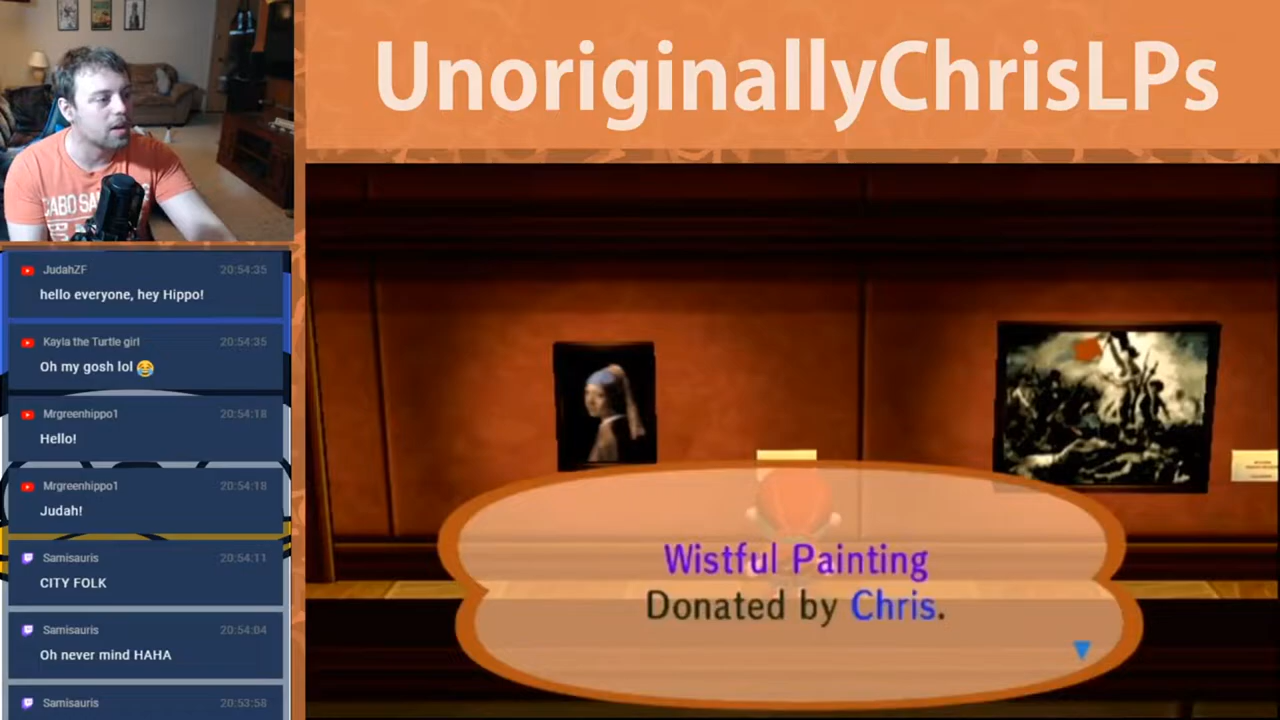 UnoriginallyChrisLPs
CABO SA
JudahZF 20:54:35
hello everyone, hey Hippo!
Kayla the Turtle girl 20:54:35
Oh my gosh lol 😂
Mrgreenhippo1 20:54:18
Hello!
Mrgreenhippo1 20:54:18
Judah!
Samisauris 20:54:11
CITY FOLK
Samisauris 20:54:04
Oh never mind HAHA
Samisauris 20:53:58
Wistful Painting
Donated by Chris.